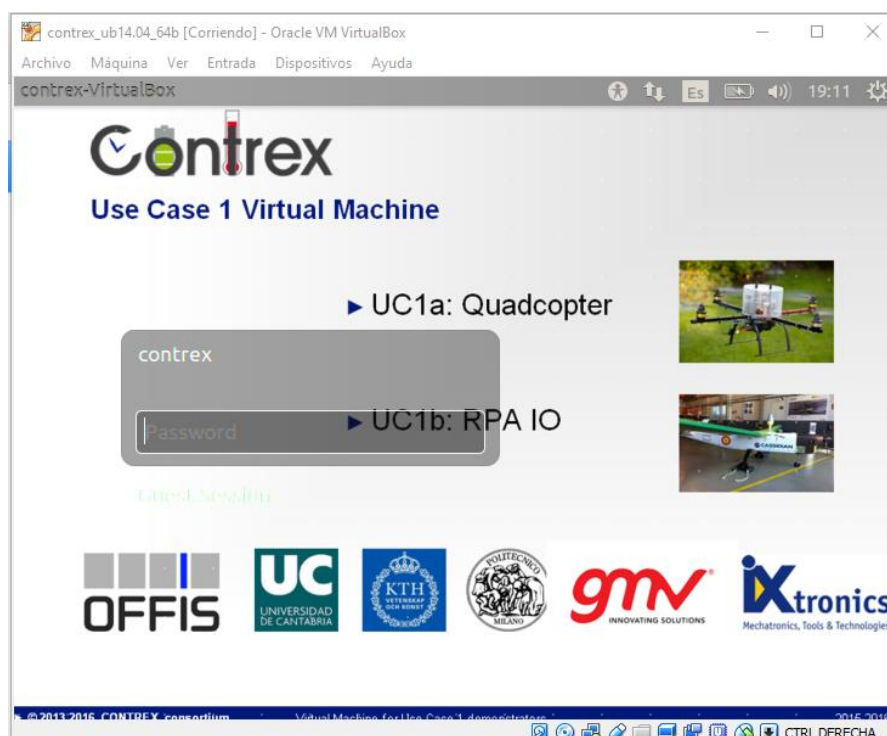 contrex_ub14.04_64b [Corriendo] - Oracle VM VirtualBox
Archivo Máquina Ver Entrada Dispositivos Ayuda
contrex-VirtualBox Es 19:11
Contrex
Use Case 1 Virtual Machine
► UC1a: Quadcopter
contrex
Password
► UC1b: RPA IO
CASSIDIAN
Guest Session
OFFIS
UC
UNIVERSIDAD
DE CANTABRIA
KTH
VETENSKAP
OCH KONST
POLITECNICO
MILANO
gmv
INNOVATING SOLUTIONS
iXtronics
Mechatronics, Tools & Technologies
© 2013-2016 CONTREX consortium Virtual Machine for Use Case 1 demonstrators 2015-2016
CTRL DERECHA